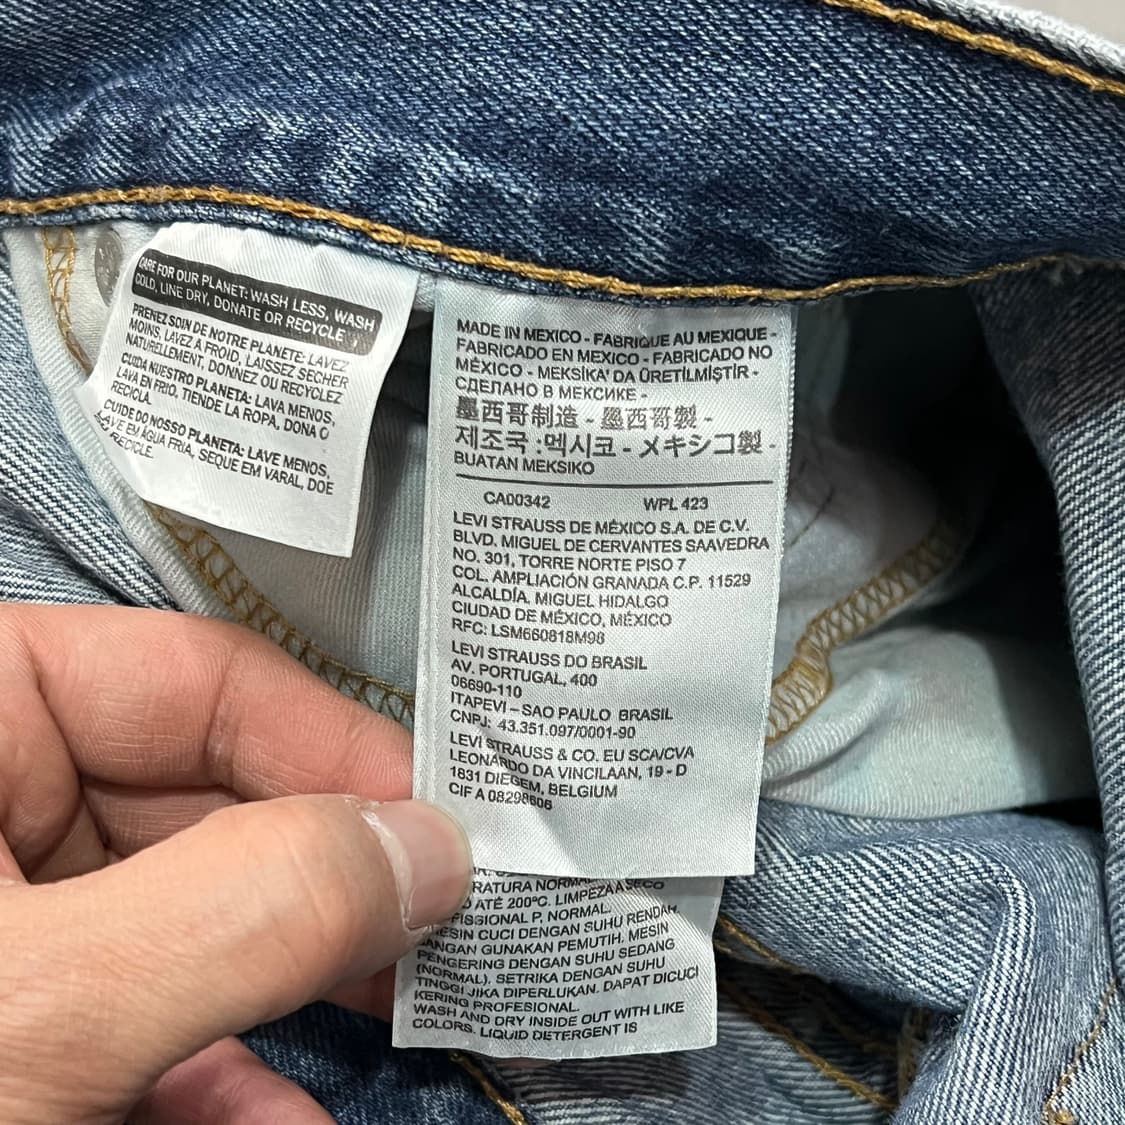 CARE FOR OUR PLANET: WASH LESS, WASH
COLD, LINE DRY, DONATE OR RECYCLE
PRENEZ SOIN DE NOTRE PLANETE: LAVEZ
MOINS, LAVEZ A FROID, LAISSEZ SECHER
NATURELLEMENT, DONNEZ OU RECYCLEZ
CUIDA NUESTRO PLANETA: LAVA MENOS,
LAVA EN FRIO, TIENDE LA ROPA, DONA O
RECICLA.
CUIDE DO NOSSO PLANETA: LAVE MENOS,
LAVE EM AGUA FRIA, SEQUE EM VARAL, DOE
RECICLE.
MADE IN MEXICO - FABRIQUE AU MEXIQUE -
FABRICADO EN MEXICO - FABRICADO NO
MÉXICO - MEKSİKA' DA ÜRETİLMİŞTİR -
СДЕЛАНО В МЕКСИКЕ -
墨西哥制造 - 墨西哥製 -
제조국 :멕시코 - メキシコ製 -
BUATAN MEKSIKO
CA00342 WPL 423
LEVI STRAUSS DE MÉXICO S.A. DE C.V.
BLVD. MIGUEL DE CERVANTES SAAVEDRA
NO. 301, TORRE NORTE PISO 7
COL. AMPLIACIÓN GRANADA C.P. 11529
ALCALDÍA. MIGUEL HIDALGO
CIUDAD DE MÉXICO, MÉXICO
RFC: LSM660818M98
LEVI STRAUSS DO BRASIL
AV. PORTUGAL, 400
06690-110
ITAPEVI – SAO PAULO BRASIL
CNPJ: 43.351.097/0001-90
LEVI STRAUSS & CO. EU SCA/CVA
LEONARDO DA VINCILAAN, 19 - D
1831 DIEGEM, BELGIUM
CIF A 08298606
RATURA NORMAL
ATÉ 200°C. LIMPEZA A SECO
FISSIONAL P, NORMAL.
MESIN CUCI DENGAN SUHU RENDAH,
JANGAN GUNAKAN PEMUTIH. MESIN
PENGERING DENGAN SUHU SEDANG
(NORMAL). SETRIKA DENGAN SUHU
TINGGI JIKA DIPERLUKAN. DAPAT DICUCI
KERING PROFESIONAL.
WASH AND DRY INSIDE OUT WITH LIKE
COLORS. LIQUID DETERGENT IS